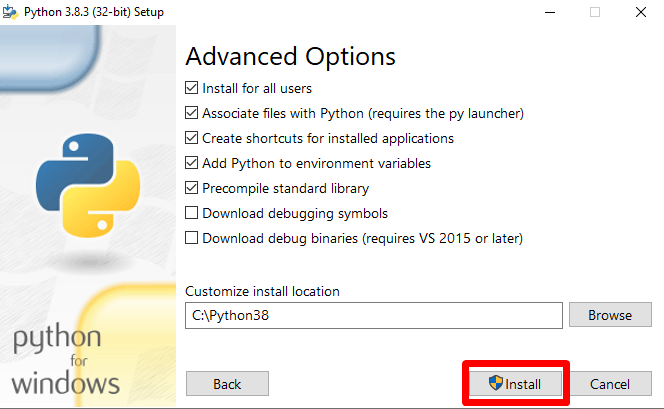 Python 3.8.3 (32-bit) Setup
Advanced Options
Install for all users
Associate files with Python (requires the py launcher)
Create shortcuts for installed applications
Add Python to environment variables
Precompile standard library
Download debugging symbols
Download debug binaries (requires VS 2015 or later)
Customize install location
C:\Python38
Browse
python
for
windows
Back
Install
Cancel